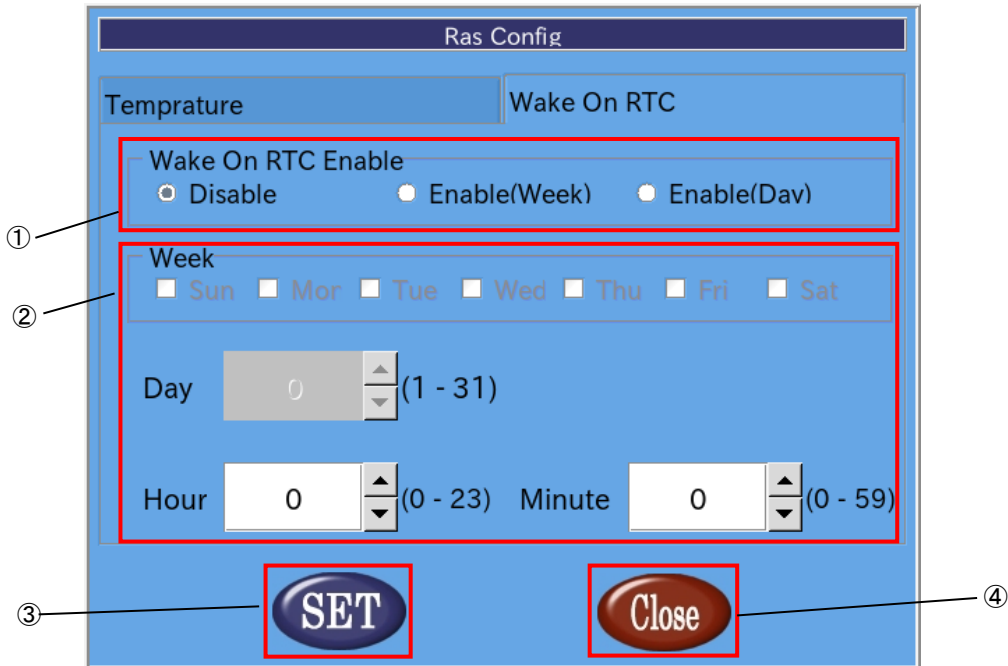 Ras Config
Temprature
Wake On RTC
Wake On RTC Enable
Disable
Enable(Week)
Enable(Day)
①
Week
Sun
Mon
Tue
Wed
Thu
Fri
Sat
②
Day
0
(1 - 31)
Hour
0
(0 - 23)
Minute
0
(0 - 59)
③
SET
Close
④